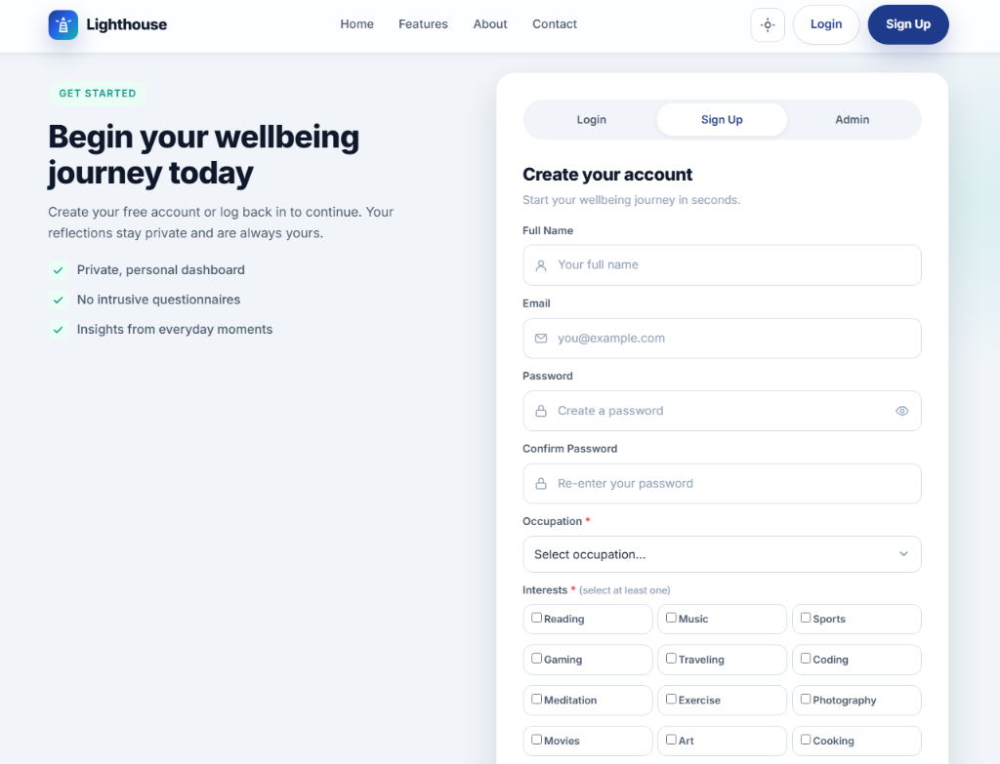 Lighthouse
Home
Features
About
Contact
Login
Sign Up
GET STARTED
Begin your wellbeing
journey today
Create your free account or log back in to continue. Your
reflections stay private and are always yours.
Private, personal dashboard
No intrusive questionnaires
Insights from everyday moments
Login
Sign Up
Admin
Create your account
Start your wellbeing journey in seconds.
Full Name
Your full name
Email
you@example.com
Password
Create a password
Confirm Password
Re-enter your password
Occupation *
Select occupation...
Interests * (select at least one)
Reading
Music
Sports
Gaming
Traveling
Coding
Meditation
Exercise
Photography
Movies
Art
Cooking